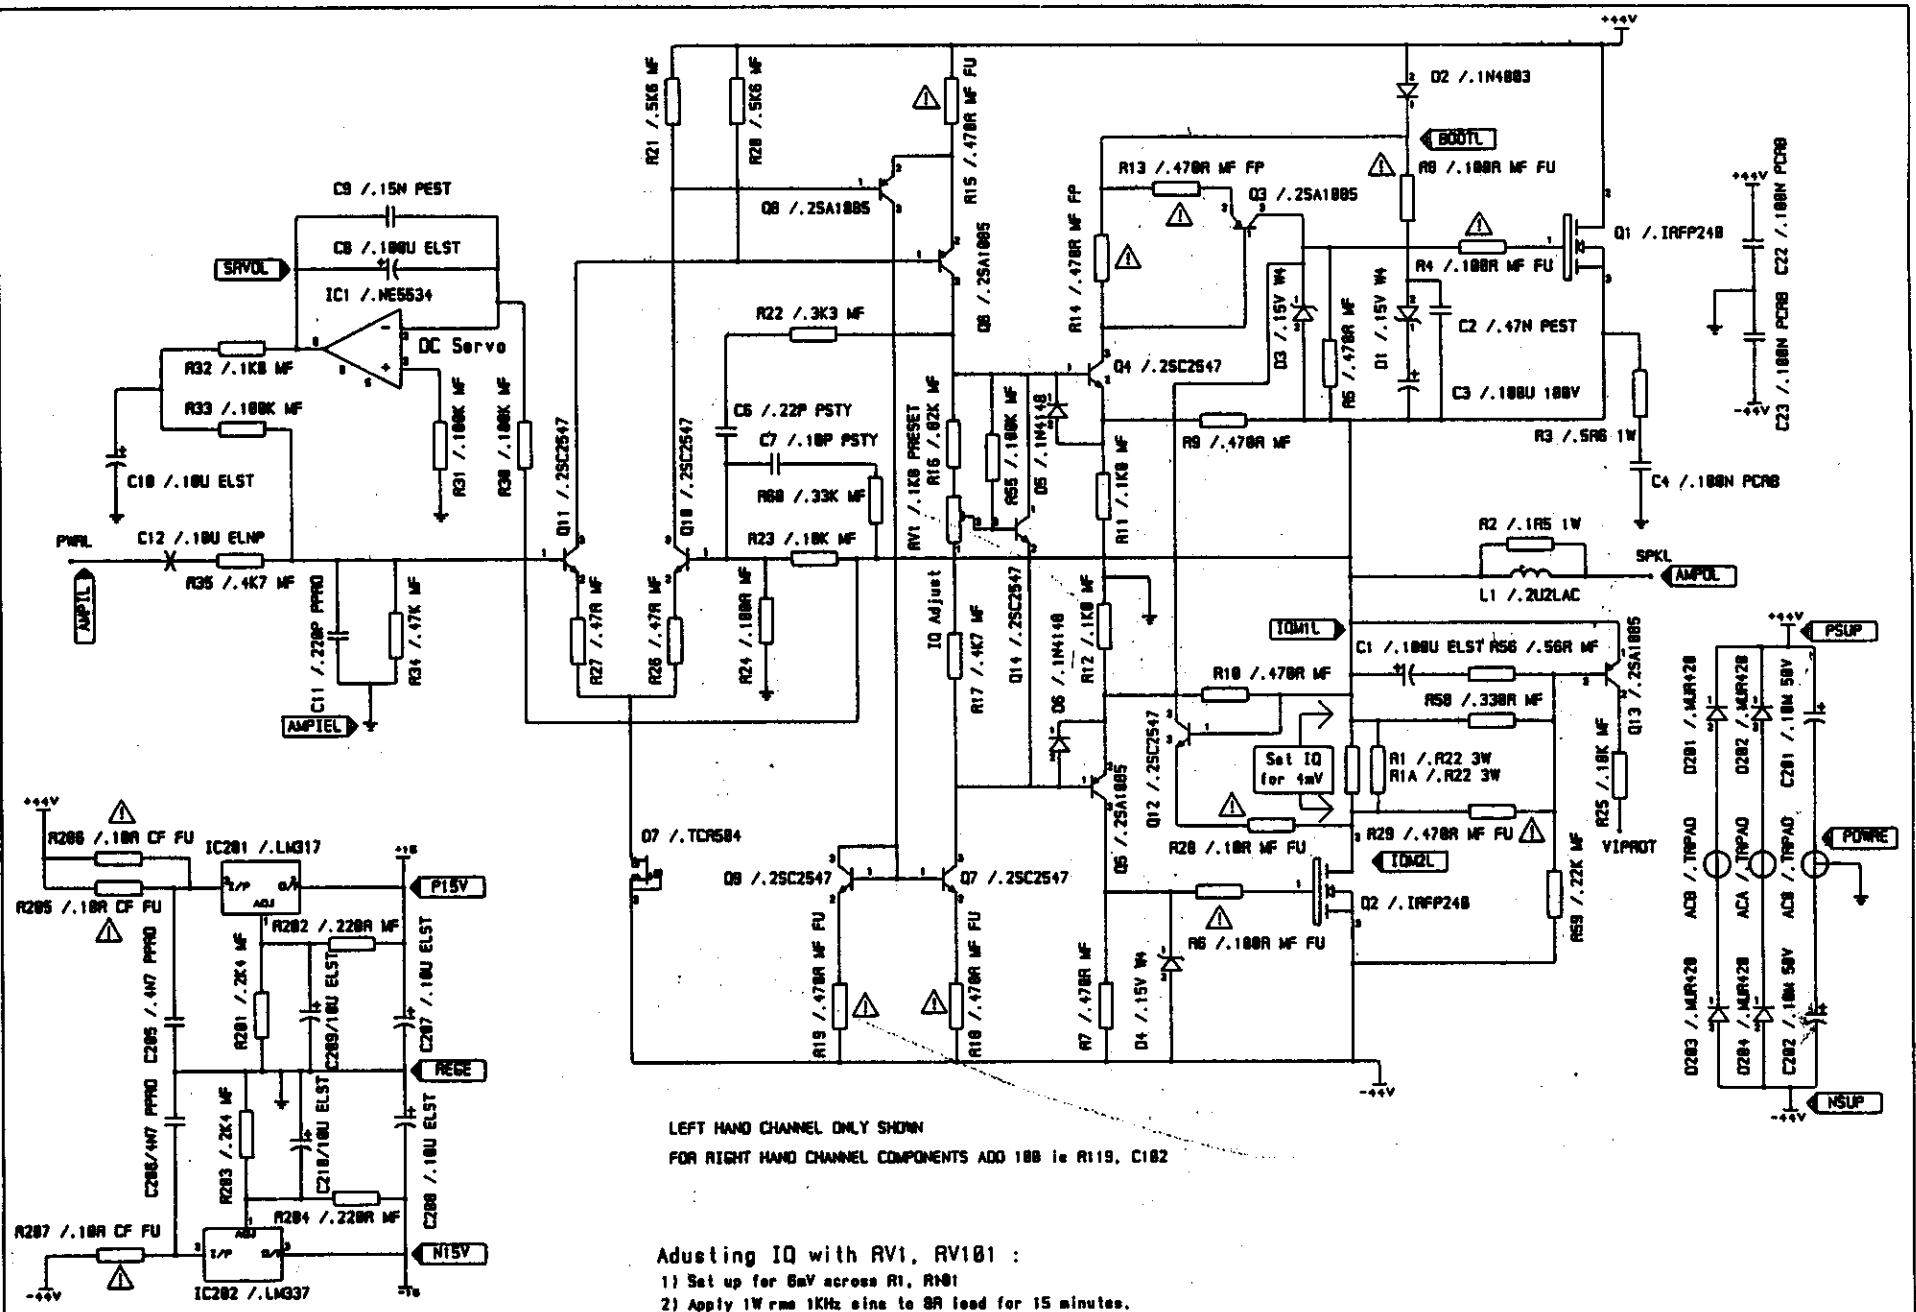 +44V
R21 /.5K6 MF
R20 /.5K6 MF
R15 /.470R MF FU
D2 /.1N4003
BOOTL
C9 /.15N PEST
C8 /.100U ELST
SRVOL
IC1 /.NE5534
DC Servo
Q8 /.2SA1085
Q6 /.2SA1085
R13 /.470R MF FP
R14 /.470R MF FP
Q3 /.2SA1085
R8 /.100R MF FU
R4 /.100R MF FU
Q1 /.IRFP240
+44V
C22 /.100N PCRB
C23 /.100N PCRB
-44V
R22 /.3K3 MF
D3 /.15V W4
R5 /.470R MF
D1 /.15V W4
C2 /.47N PEST
C3 /.100U 100V
R32 /.1K8 MF
R33 /.100K MF
R31 /.100K MF
R30 /.100K MF
C10 /.10U ELST
Q11 /.2SC2547
Q10 /.2SC2547
C6 /.22P PSTY
C7 /.10P PSTY
R60 /.33K MF
R23 /.10K MF
RV1 /.1K8 PRESET
R16 /.82K MF
R55 /.100K MF
D5 /.1N4148
Q4 /.2SC2547
R9 /.470R MF
R11 /.1K8 MF
R3 /.5R6 1W
C4 /.100N PCRB
PWRL
C12 /.10U ELNP
R35 /.4K7 MF
AMPIL
C11 /.220P PPRO
R34 /.47K MF
AMPIEL
R27 /.47R MF
R26 /.47R MF
R24 /.100R MF
IQ Adjust
R17 /.4K7 MF
Q14 /.2SC2547
D6 /.1N4148
R12 /.1K8 MF
R2 /.1R5 1W
SPKL
AMPOL
L1 /.2U2LAC
IQM1L
C1 /.100U ELST
R56 /.56R MF
R10 /.470R MF
R58 /.330R MF
Q13 /.2SA1085
+44V
PSUP
D201 /.MUR420
D202 /.MUR420
C201 /.10M 50V
Set IQ
for 4mV
R1 /.R22 3W
R1A /.R22 3W
R25 /.10K MF
Q12 /.2SC2547
Q5 /.2SA1085
R29 /.470R MF FU
R28 /.10R MF FU
VIPROT
IQM2L
ACB /.TAPAD
ACA /.TAPAD
ACB /.TAPAD
POWRE
+44V
R206 /.10R CF FU
R205 /.10R CF FU
IC201 /.LM317
I/P
O/P
ADJ
+15
P15V
R202 /.220R MF
D7 /.TCR504
Q9 /.2SC2547
Q7 /.2SC2547
Q2 /.IRFP240
R6 /.100R MF FU
R59 /.22K MF
C205 /.4N7 PPRO
R201 /.2K4 MF
C209/10U ELST
C207 /.10U ELST
R19 /.470R MF FU
R18 /.470R MF FU
R7 /.470R MF
D4 /.15V W4
D203 /.MUR420
D204 /.MUR420
C202 /.10M 50V
REGE
-44V
-44V
NSUP
C206/4N7 PPRO
R203 /.2K4 MF
C210/10U ELST
C208 /.10U ELST
LEFT HAND CHANNEL ONLY SHOWN
FOR RIGHT HAND CHANNEL COMPONENTS ADD 100 ie R119, C102
R204 /.220R MF
R207 /.10R CF FU
ADJ
I/P
O/P
N15V
-44V
IC202 /.LM337
-15
Adusting IQ with RV1, RV101 :
1) Set up for 6mV across R1, R101
2) Apply 1W rms 1KHz sine to 8R load for 15 minutes.